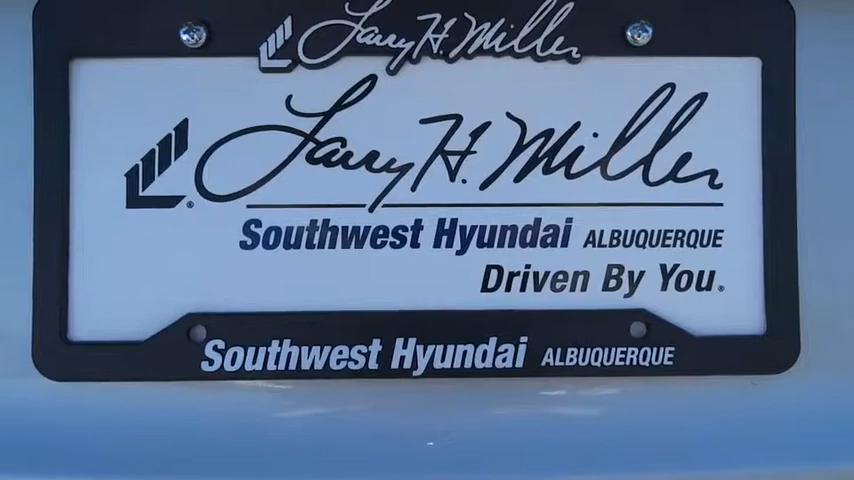 Larry H. Miller
Larry H. Miller
®
Southwest Hyundai ALBUQUERQUE
Driven By You.®
Southwest Hyundai ALBUQUERQUE